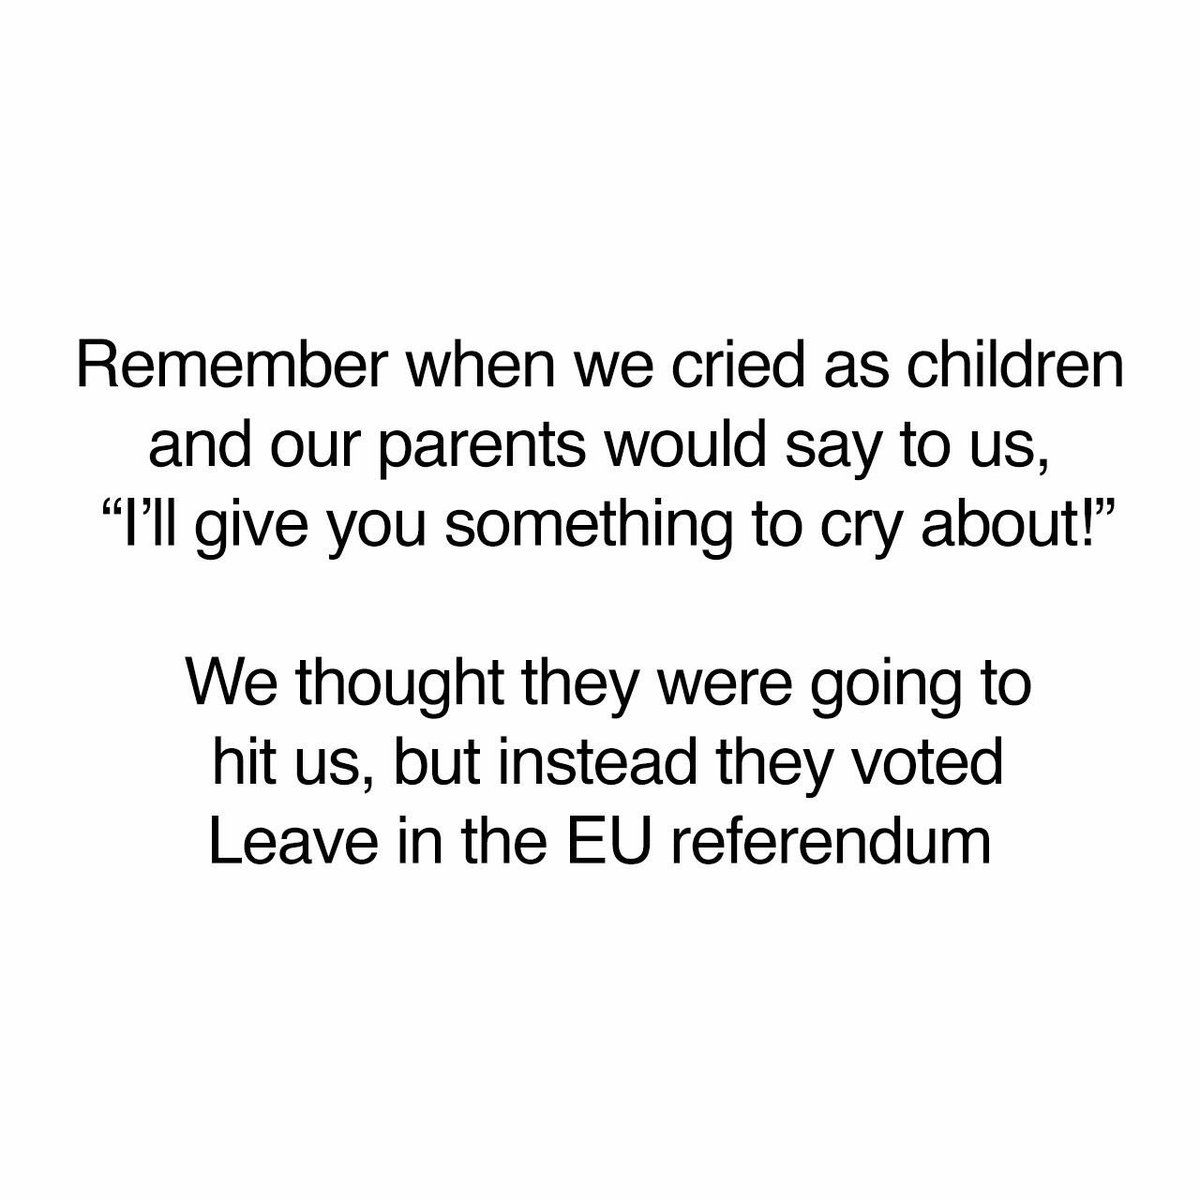 Remember when we cried as children
and our parents would say to us,
“I’ll give you something to cry about!”
We thought they were going to
hit us, but instead they voted
Leave in the EU referendum